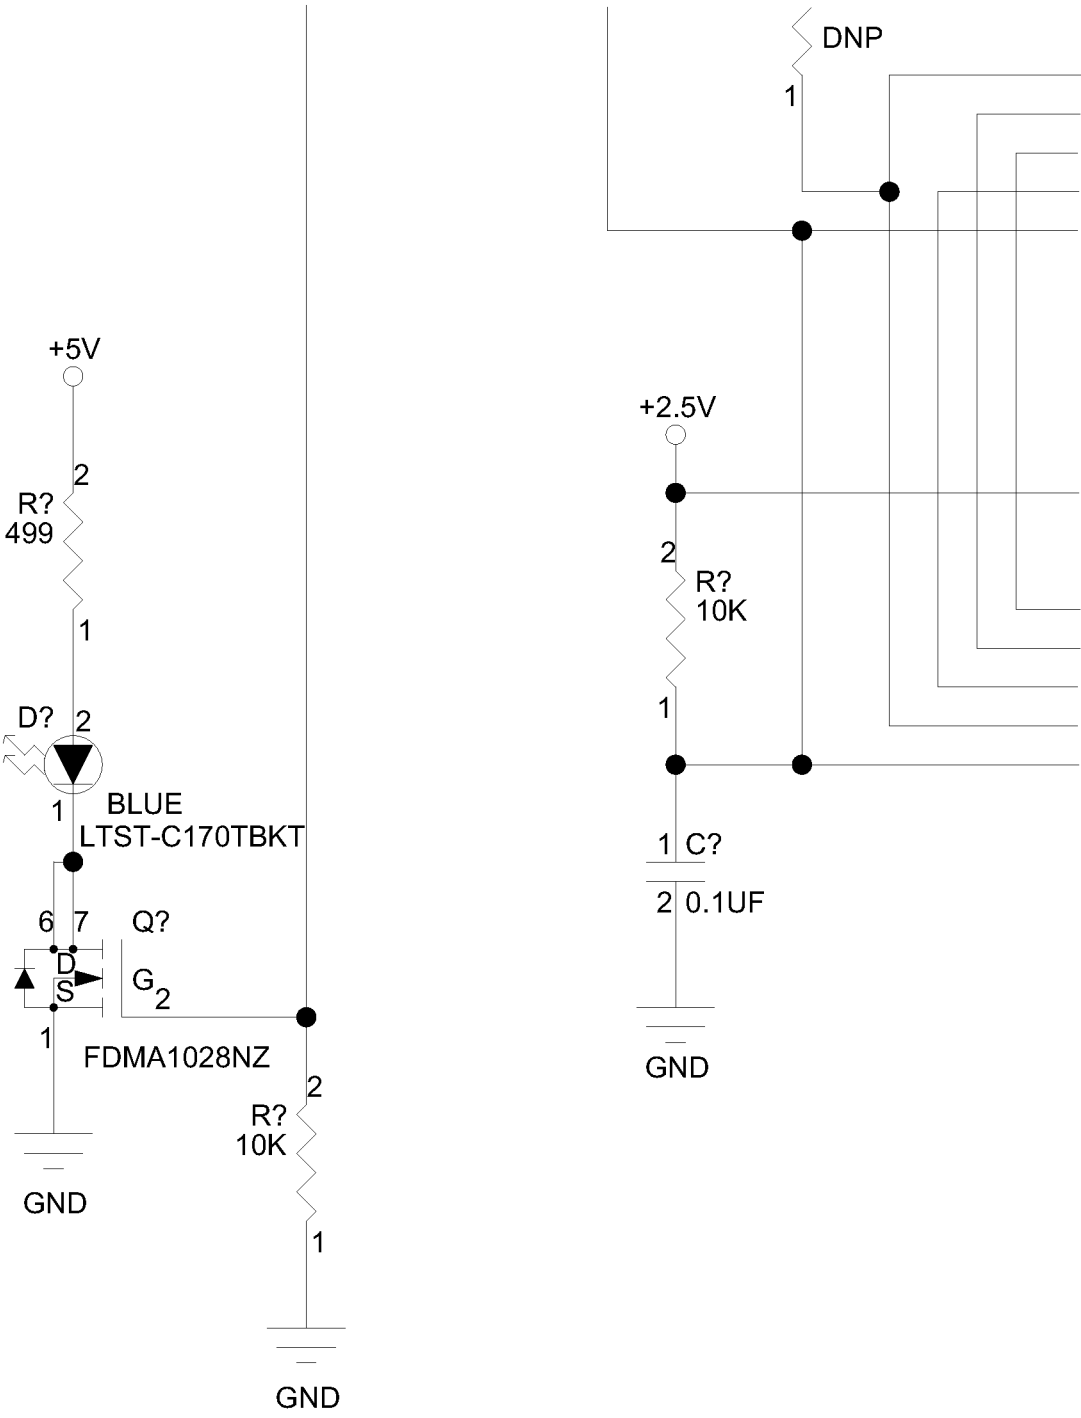 DNP
1
+5V
+2.5V
2
R?
499
2
R?
10K
1
1
D?
2
1
BLUE
LTST-C170TBKT
1
C?
2
0.1UF
6
7
Q?
D
G
S
2
1
GND
FDMA1028NZ
2
R?
10K
GND
1
GND